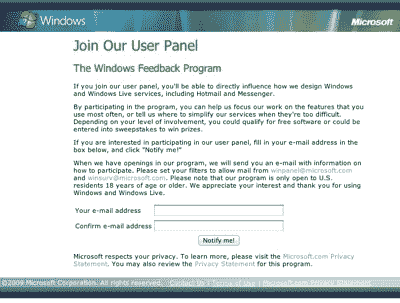 Windows
Microsoft
Join Our User Panel
The Windows Feedback Program
If you join our user panel, you'll be able to directly influence how we design Windows
and Windows Live services, including Hotmail and Messenger.
By participating in the program, you can help us focus our work on the features that you
use most often, or tell us where to simplify our services when they're too difficult.
Depending on your level of involvement, you could qualify for free software or could be
entered into sweepstakes to win prizes.
If you are interested in participating in our user panel, fill in your e-mail address in the
box below, and click "Notify me!"
When we have openings in our program, we will send you an e-mail with information on
how to participate. Please set your filters to allow mail from winpanel@microsoft.com
and winsurv@microsoft.com. Please note that our program is only open to U.S.
residents 18 years of age or older. We appreciate your interest and thank you for using
Windows and Windows Live.
Your e-mail address
Confirm e-mail address
Notify me!
Microsoft respects your privacy. To learn more, please visit the Microsoft.com Privacy
Statement. You may also review the Privacy Statement for this program.
©2009 Microsoft Corporation. All rights reserved. Contact Us | Terms of Use | Microsoft.com Privacy Statement